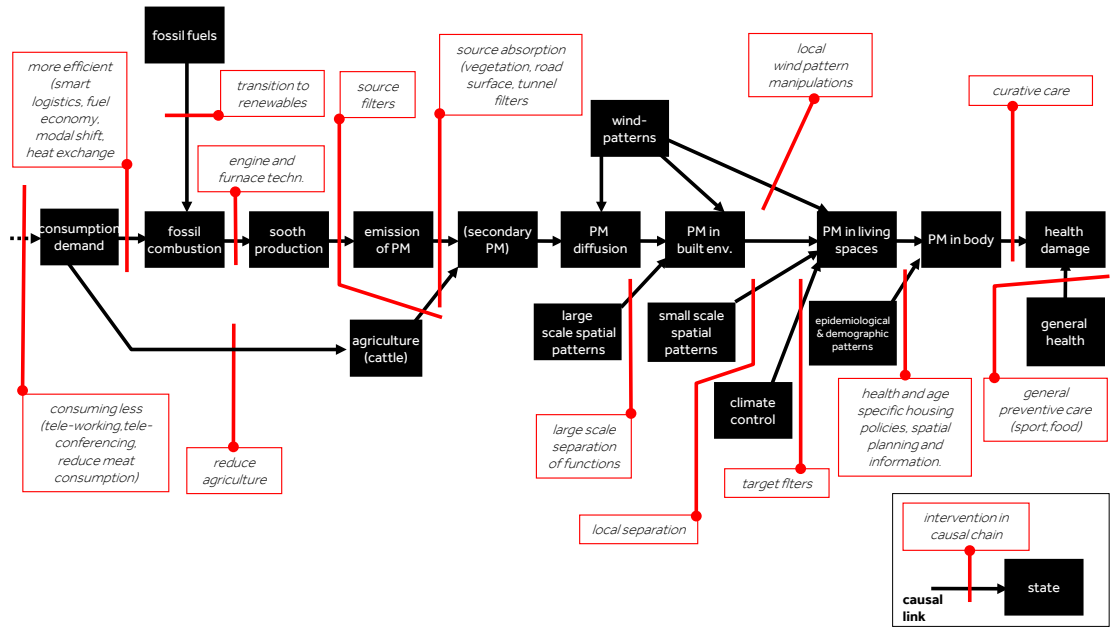 fossil fuels
more efficient
(smart
logistics, fuel
economy,
modal shift,
heat exchange
transition to
renewables
source
filters
source absorption
(vegetation, road
surface, tunnel
filters
local
wind pattern
manipulations
curative care
wind-
patterns
engine and
furnace techn.
consumption
demand
fossil
combustion
sooth
production
emission
of PM
(secondary
PM)
PM
diffusion
PM in
built env.
PM in living
spaces
PM in body
health
damage
agriculture
(cattle)
large
scale spatial
patterns
small scale
spatial
patterns
epidemiological
& demographic
patterns
general
health
climate
control
consuming less
(tele-working,tele-
conferencing,
reduce meat
consumption)
reduce
agriculture
large scale
separation
of functions
local separation
target flters
health and age
specific housing
policies, spatial
planning and
information.
general
preventive care
(sport,food)
intervention in
causal chain
causal
link
state